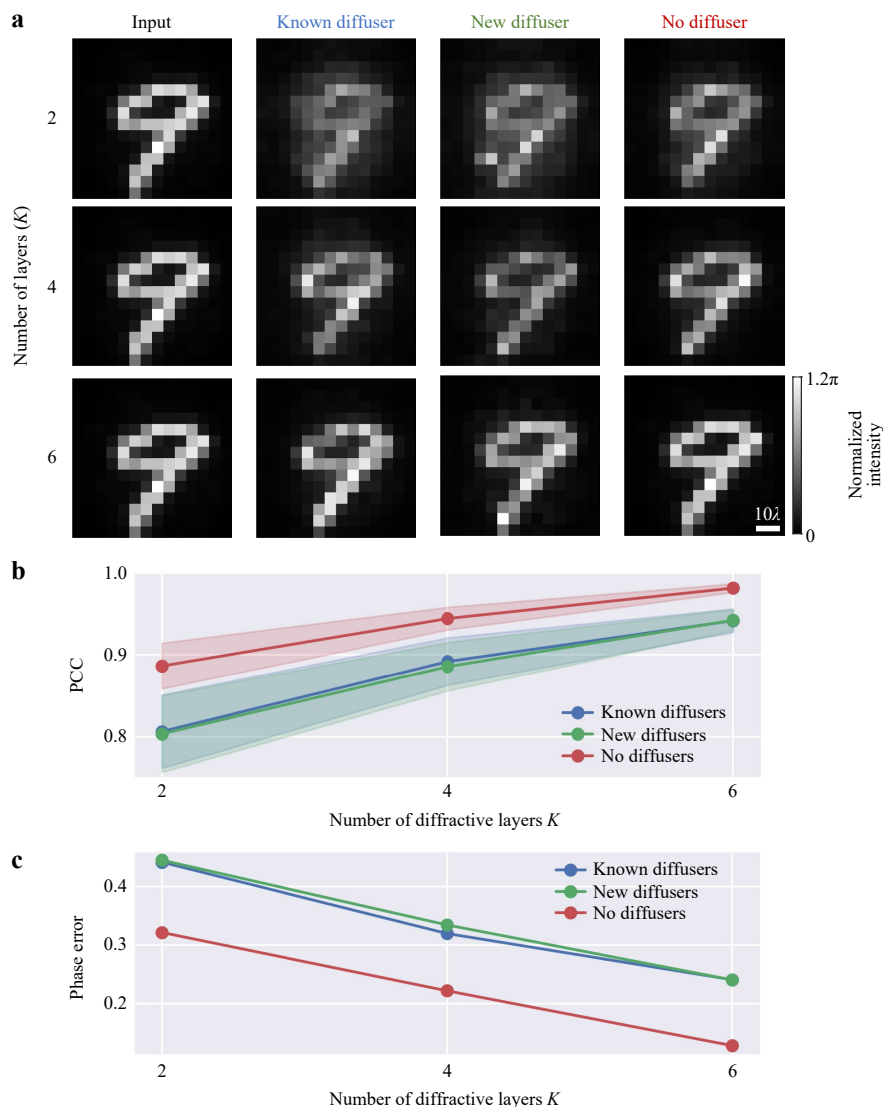 a
Input Known diffuser New diffuser No diffuser
2
Number of layers (K)
4
6
1.2π
Normalized
intensity
10λ
0
b
1.0
PCC
0.9
0.8
Known diffusers
New diffusers
No diffusers
2 4 6
Number of diffractive layers K
c
Phase error
0.4
0.3
0.2
Known diffusers
New diffusers
No diffusers
2 4 6
Number of diffractive layers K